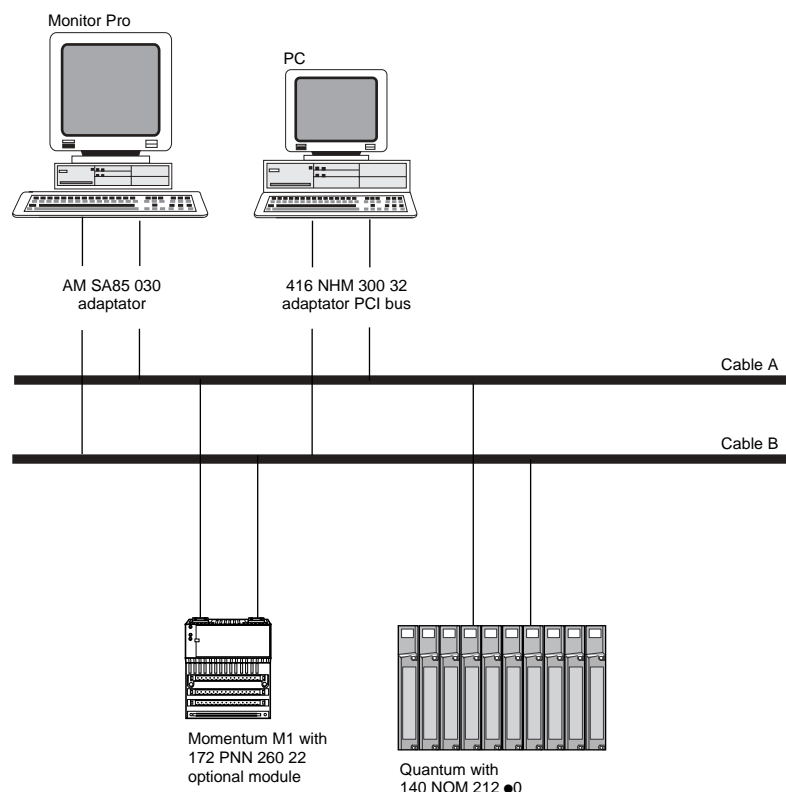 Monitor Pro
PC
AM SA85 030
adaptator
416 NHM 300 32
adaptator PCI bus
Cable A
Cable B
Momentum M1 with
172 PNN 260 22
optional module
Quantum with
140 NOM 212 ●0